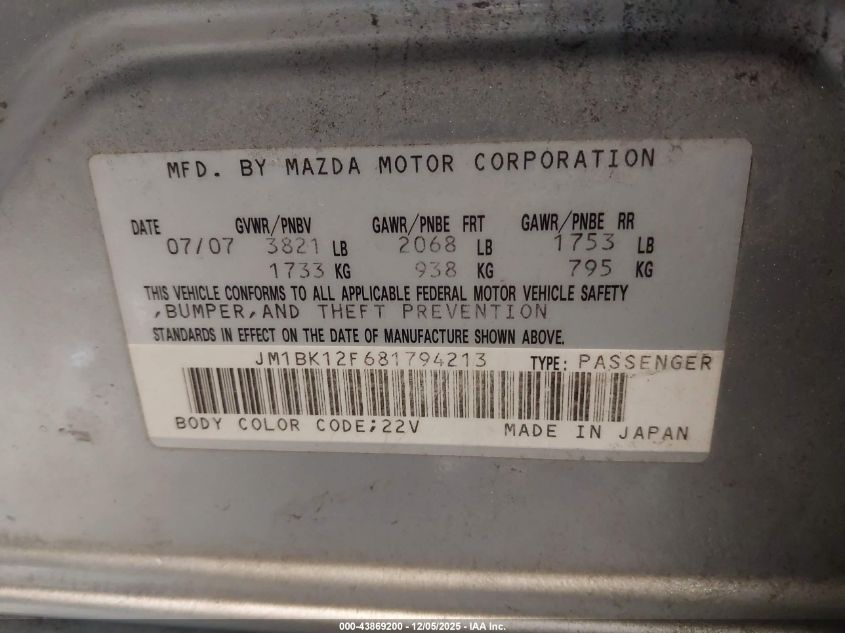 MFD. BY MAZDA MOTOR CORPORATION
DATE GVWR/PNBV GAWR/PNBE FRT GAWR/PNBE RR
07/07 3821 LB 2068 LB 1753 LB
1733 KG 938 KG 795 KG
THIS VEHICLE CONFORMS TO ALL APPLICABLE FEDERAL MOTOR VEHICLE SAFETY
,BUMPER,AND THEFT PREVENTION
STANDARDS IN EFFECT ON THE DATE OF MANUFACTURE SHOWN ABOVE.
JM1BK12F681794213 TYPE: PASSENGER
BODY COLOR CODE;22V MADE IN JAPAN
000-43869200 - 12/05/2025 - IAA Inc.